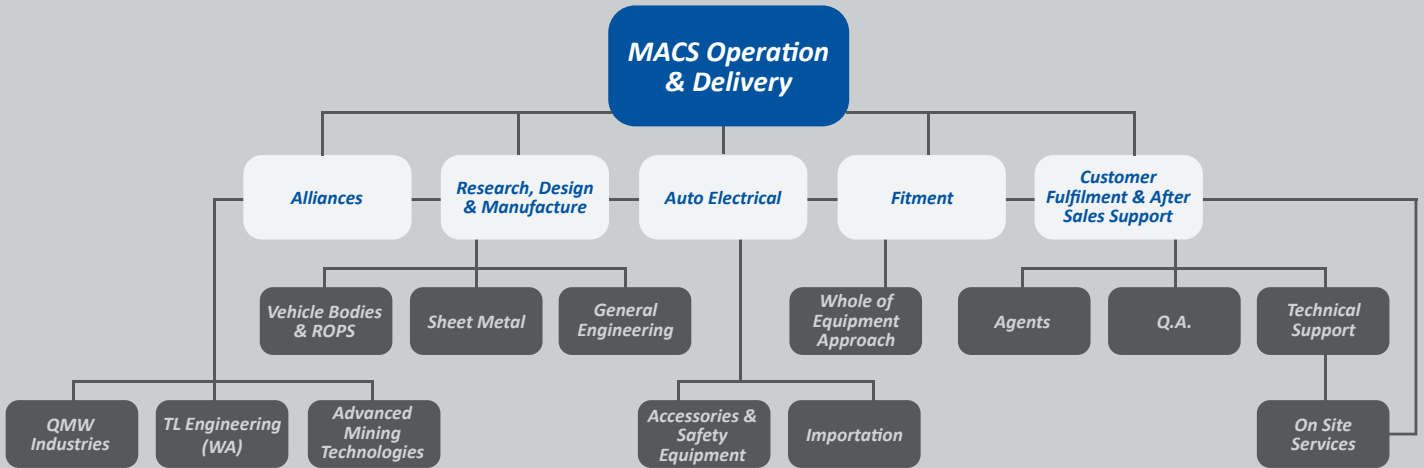 MACS Operation
& Delivery
Alliances
Research, Design
& Manufacture
Auto Electrical
Fitment
Customer
Fulfilment & After
Sales Support
Vehicle Bodies
& ROPS
Sheet Metal
General
Engineering
Whole of
Equipment
Approach
Agents
Q.A.
Technical
Support
QMW
Industries
TL Engineering
(WA)
Advanced
Mining
Technologies
Accessories &
Safety
Equipment
Importation
On Site
Services